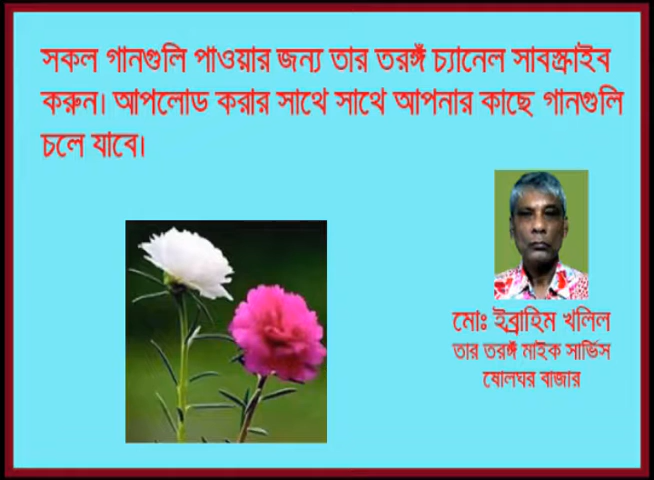 সকল গানগুলি পাওয়ার জন্য তার তরঙ্গঁ চ্যানেল সাবস্ক্রাইব
করুন। আপলোড করার সাথে সাথে আপনার কাছে গানগুলি
চলে যাবে।
মোঃ ইব্রাহিম খলিল
তার তরঙ্গঁ মাইক সার্ভিস
ষোলঘর বাজার